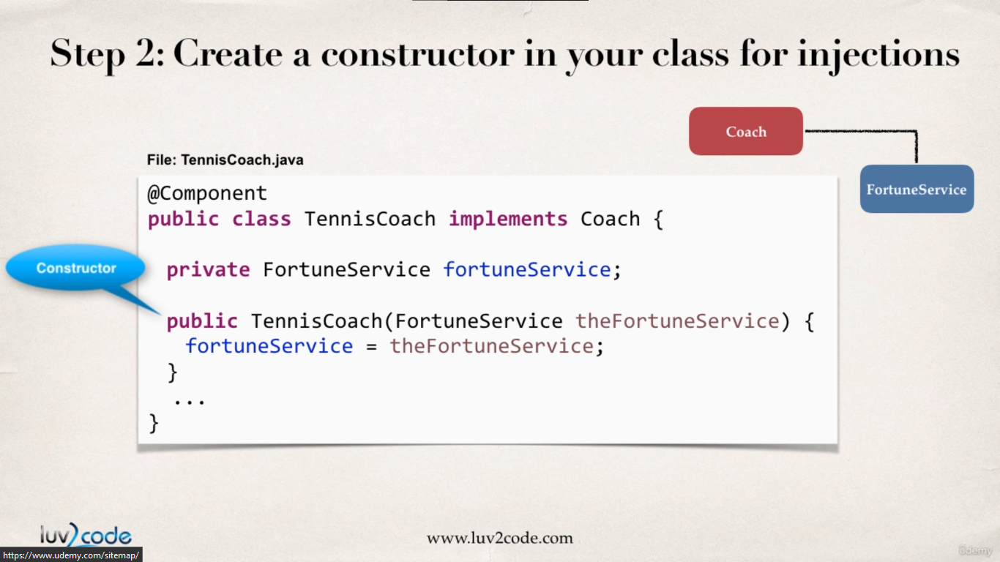 Step 2: Create a constructor in your class for injections
Coach
FortuneService
File: TennisCoach.java
@Component
public class TennisCoach implements Coach {
private FortuneService fortuneService;
Constructor
public TennisCoach(FortuneService theFortuneService) {
fortuneService = theFortuneService;
}
...
}
luv2code
www.luv2code.com
Udemy
https://www.udemy.com/sitemap/